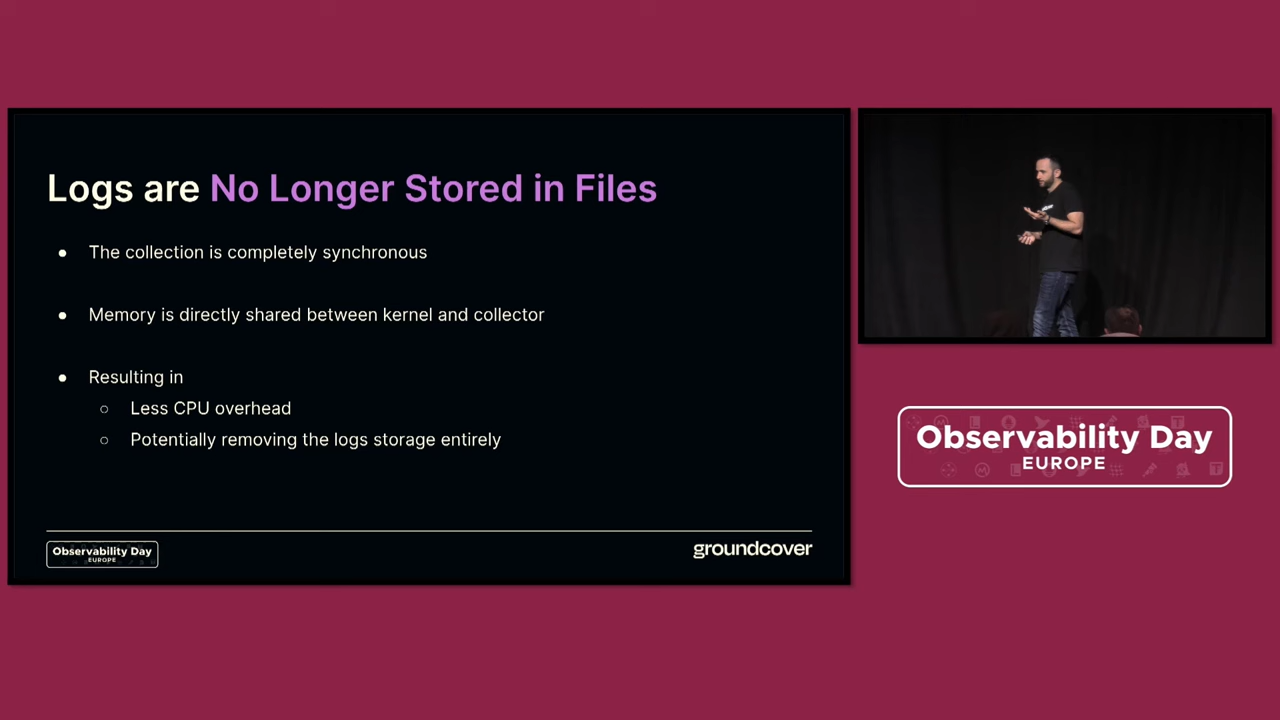 Logs are No Longer Stored in Files
● The collection is completely synchronous
● Memory is directly shared between kernel and collector
● Resulting in
○ Less CPU overhead
○ Potentially removing the logs storage entirely
Observability Day
EUROPE
groundcover
Observability Day
EUROPE